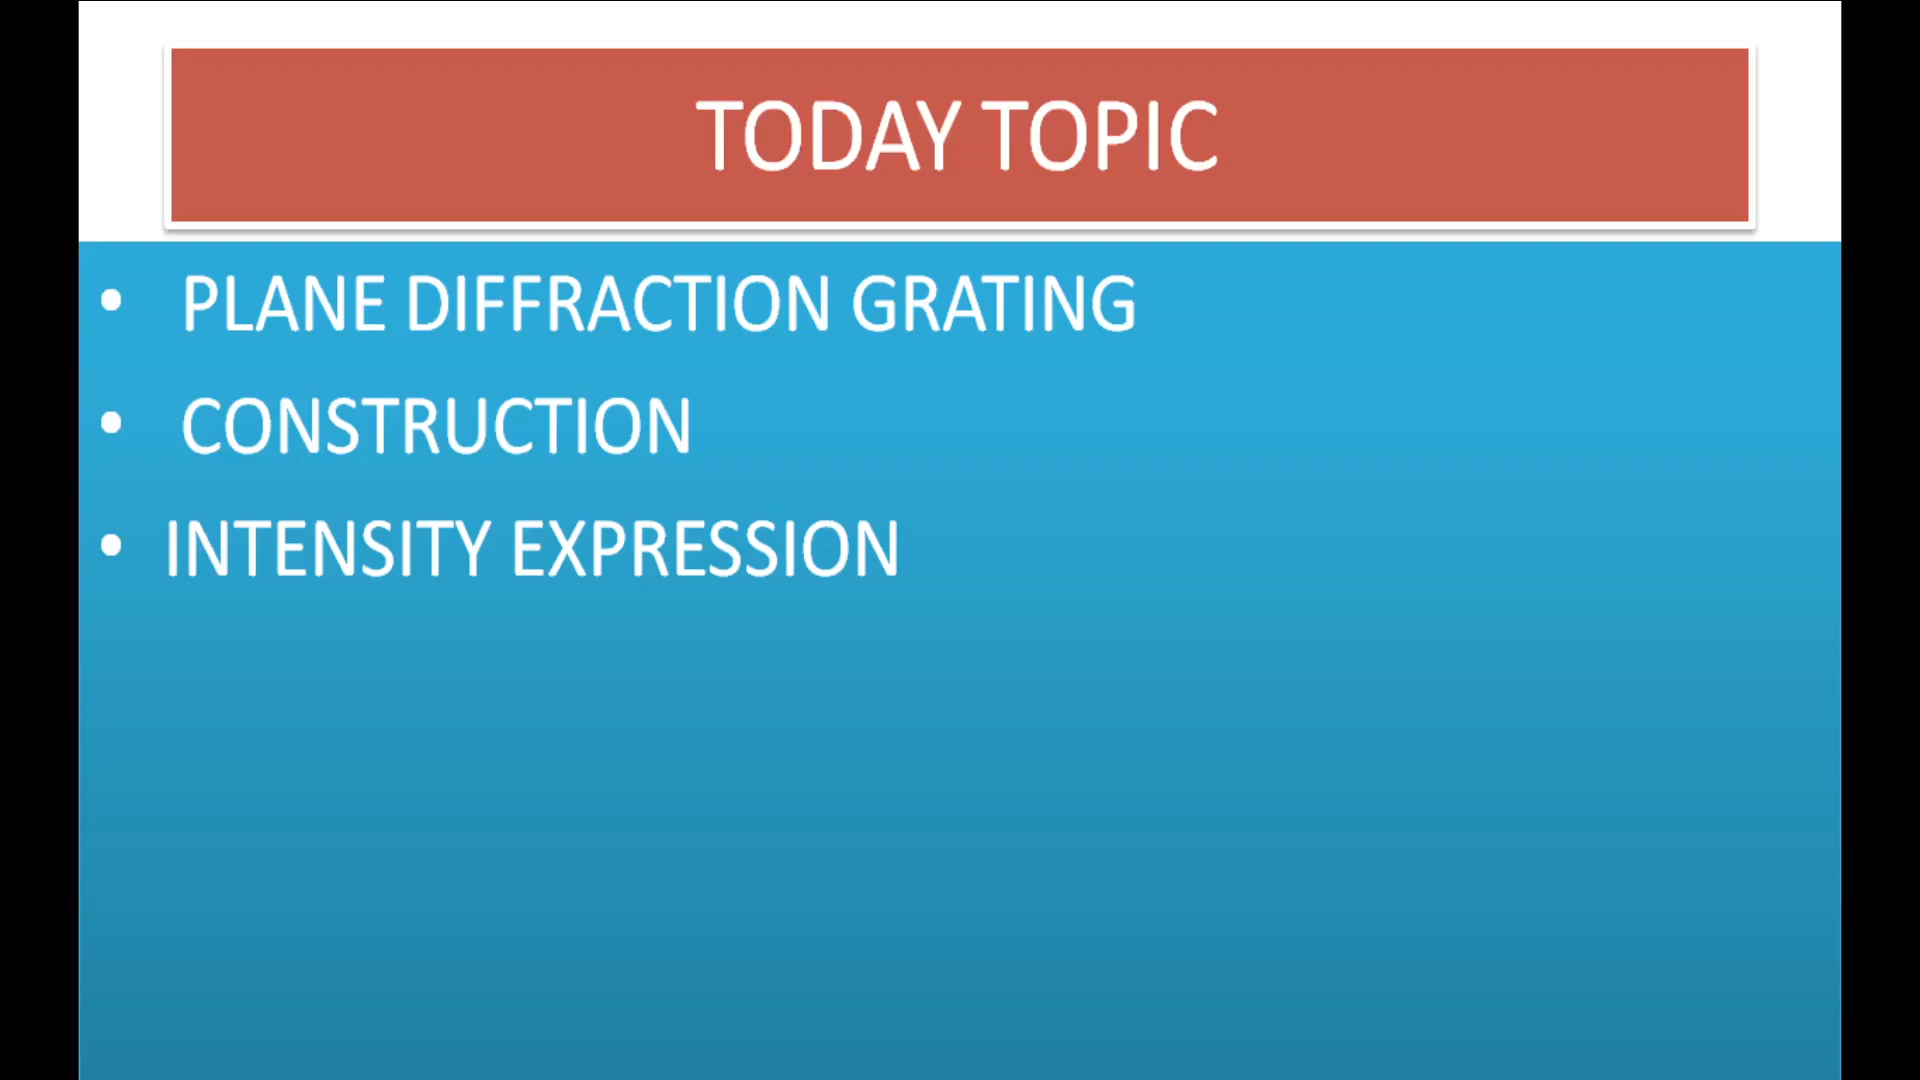 TODAY TOPIC
• PLANE DIFFRACTION GRATING
• CONSTRUCTION
• INTENSITY EXPRESSION